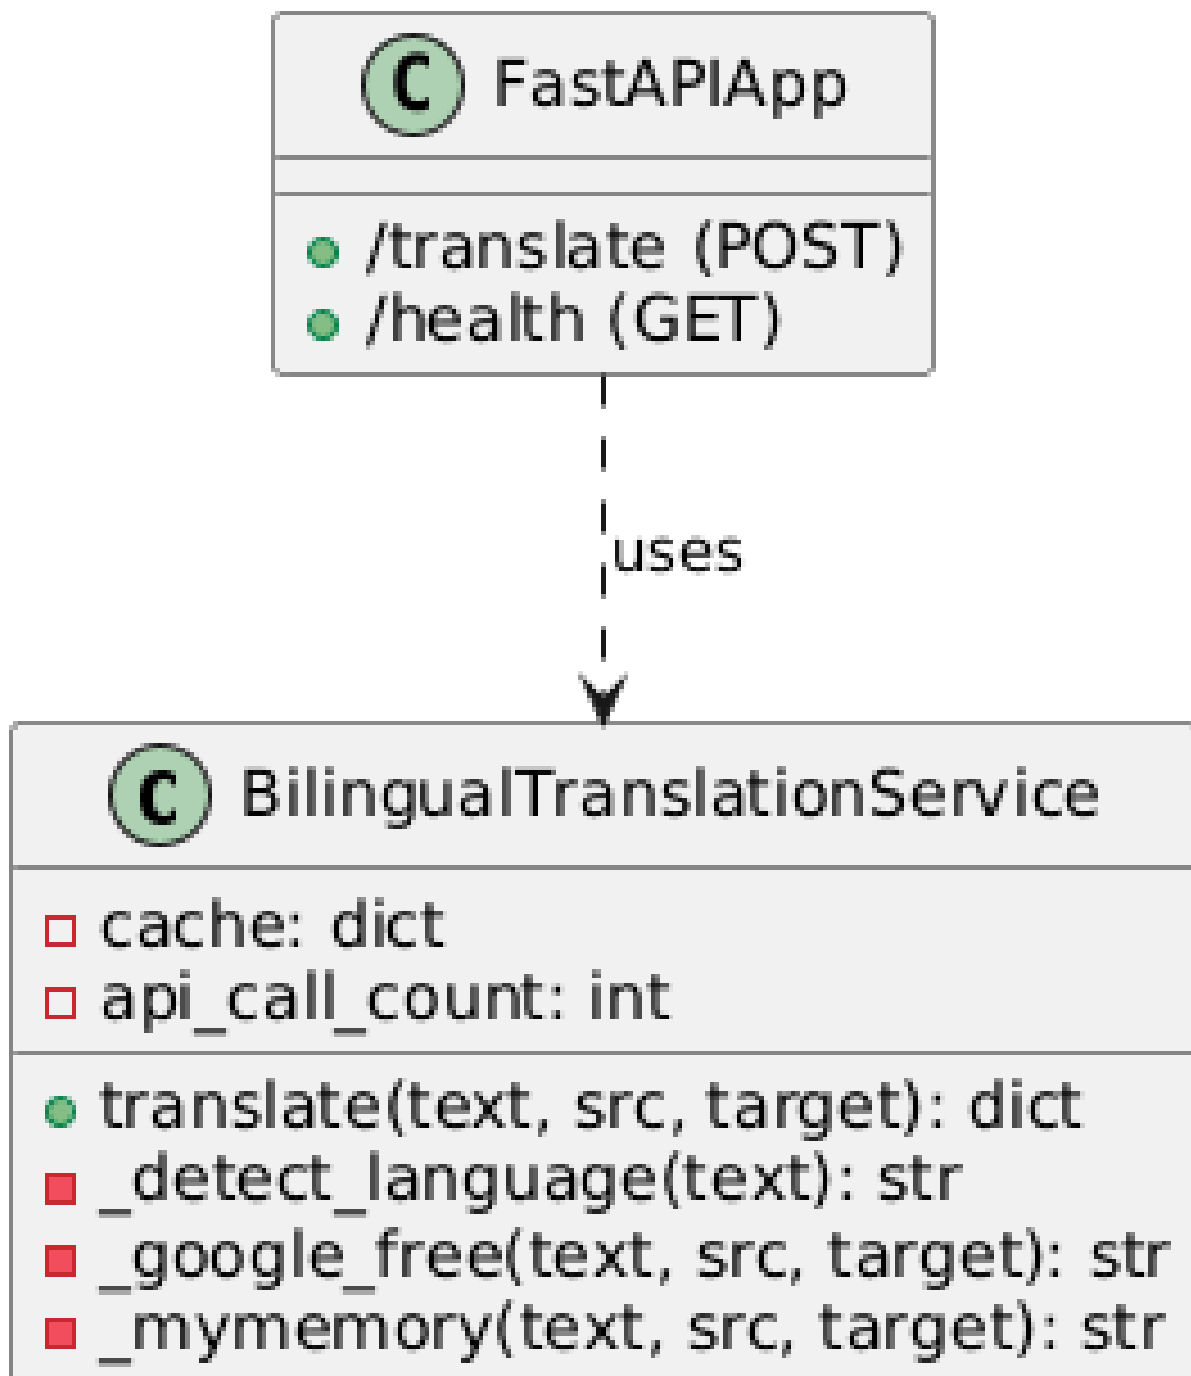 C FastAPIApp
/translate (POST)
/health (GET)
uses
C BilingualTranslationService
cache: dict
api_call_count: int
translate(text, src, target): dict
_detect_language(text): str
_google_free(text, src, target): str
_mymemory(text, src, target): str